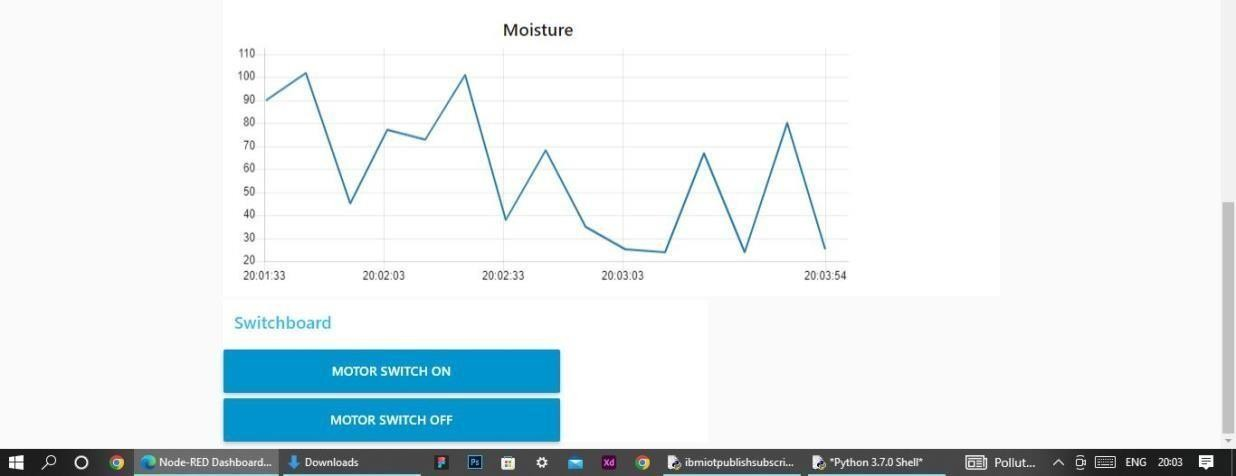 Moisture
110
100
90
80
70
60
50
40
30
20
20:01:33 20:02:03 20:02:33 20:03:03 20:03:54
Switchboard
MOTOR SWITCH ON
MOTOR SWITCH OFF
Node-RED Dashboard... Downloads Ps Xd ibmiotpublishsubscri... *Python 3.7.0 Shell* Pollut... ENG 20:03